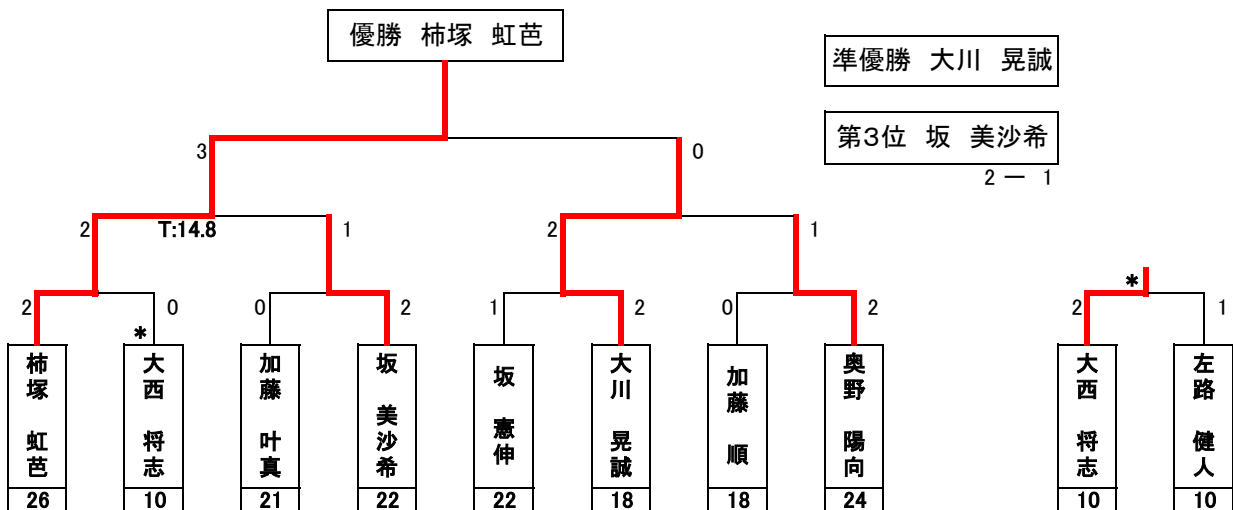 優勝 柿塚 虹芭
準優勝 大川 晃誠
第3位 坂 美沙希
2 ー 1
3
0
2
T:14.8
1
2
1
2
0
0
2
1
2
0
2
2
*
1
*
柿塚 虹芭
大西 将志
加藤 叶真
坂 美沙希
坂 憲伸
大川 晃誠
加藤 順
奥野 陽向
大西 将志
左路 健人
26
10
21
22
22
18
18
24
10
10